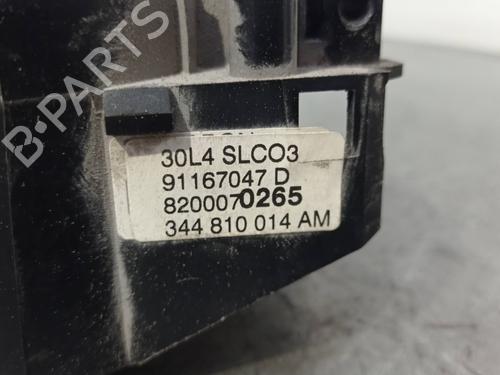 30L4 SLCO3
91167047 D
8200070265
344 810 014 AM
B-PARTS